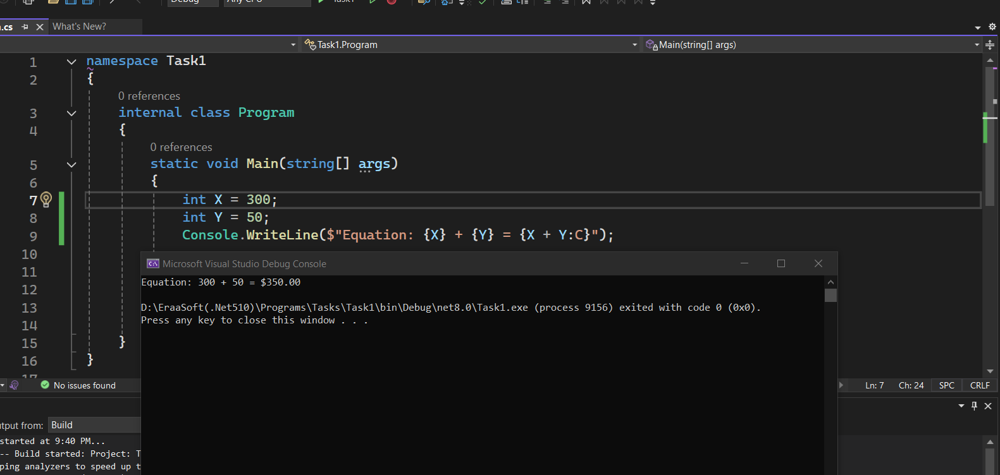 Task1
.cs What's New?
Task1.Program Main(string[] args)
1 namespace Task1
2 {
0 references
3 internal class Program
4 {
0 references
5 static void Main(string[] args)
6 {
7 int X = 300;
8 int Y = 50;
9 Console.WriteLine($"Equation: {X} + {Y} = {X + Y:C}");
10
11
12
13
14
15 }
16 }
17
Microsoft Visual Studio Debug Console
Equation: 300 + 50 = $350.00
D:\EraaSoft(.Net510)\Programs\Tasks\Task1\bin\Debug\net8.0\Task1.exe (process 9156) exited with code 0 (0x0).
Press any key to close this window . . .
No issues found Ln: 7 Ch: 24 SPC CRLF
tput from: Build
started at 9:40 PM...
-- Build started: Project: T
ping analyzers to speed up t